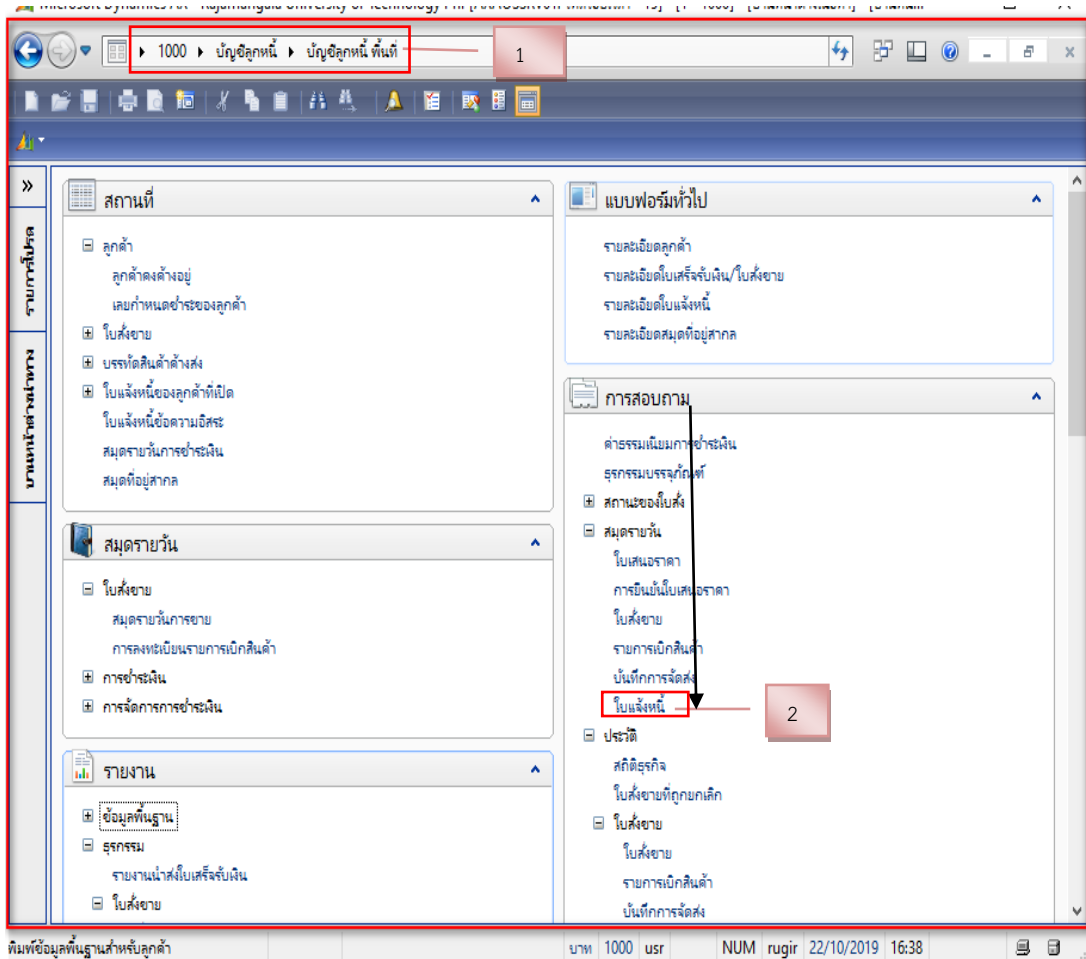 Microsoft Dynamics AX - Rajamangala University of Technology
1000 บัญชีลูกหนี้ บัญชีลูกหนี้ พื้นที่
1
รายการโปรด
บานหน้าต่างนำทาง
สถานที่
ลูกค้า
ลูกค้าคงค้างอยู่
เลยกำหนดชำระของลูกค้า
ใบสั่งขาย
บรรทัดสินค้าค้างส่ง
ใบแจ้งหนี้ของลูกค้าที่เปิด
ใบแจ้งหนี้ข้อความอิสระ
สมุดรายวันการชำระเงิน
สมุดที่อยู่สากล
สมุดรายวัน
ใบสั่งขาย
สมุดรายวันการขาย
การลงทะเบียนรายการเบิกสินค้า
การชำระเงิน
การจัดการการชำระเงิน
รายงาน
ข้อมูลพื้นฐาน
ธุรกรรม
รายงานนำส่งใบเสร็จรับเงิน
ใบสั่งขาย
แบบฟอร์มทั่วไป
รายละเอียดลูกค้า
รายละเอียดใบเสร็จรับเงิน/ใบสั่งขาย
รายละเอียดใบแจ้งหนี้
รายละเอียดสมุดที่อยู่สากล
การสอบถาม
ค่าธรรมเนียมการชำระเงิน
ธุรกรรมบรรจุภัณฑ์
สถานะของใบสั่ง
สมุดรายวัน
ใบเสนอราคา
การยืนยันใบเสนอราคา
ใบสั่งขาย
รายการเบิกสินค้า
บันทึกการจัดส่ง
ใบแจ้งหนี้
2
ประวัติ
สถิติธุรกิจ
ใบสั่งขายที่ถูกยกเลิก
ใบสั่งขาย
ใบสั่งขาย
รายการเบิกสินค้า
บันทึกการจัดส่ง
พิมพ์ข้อมูลพื้นฐานสำหรับลูกค้า บาท 1000 usr NUM rugir 22/10/2019 16:38